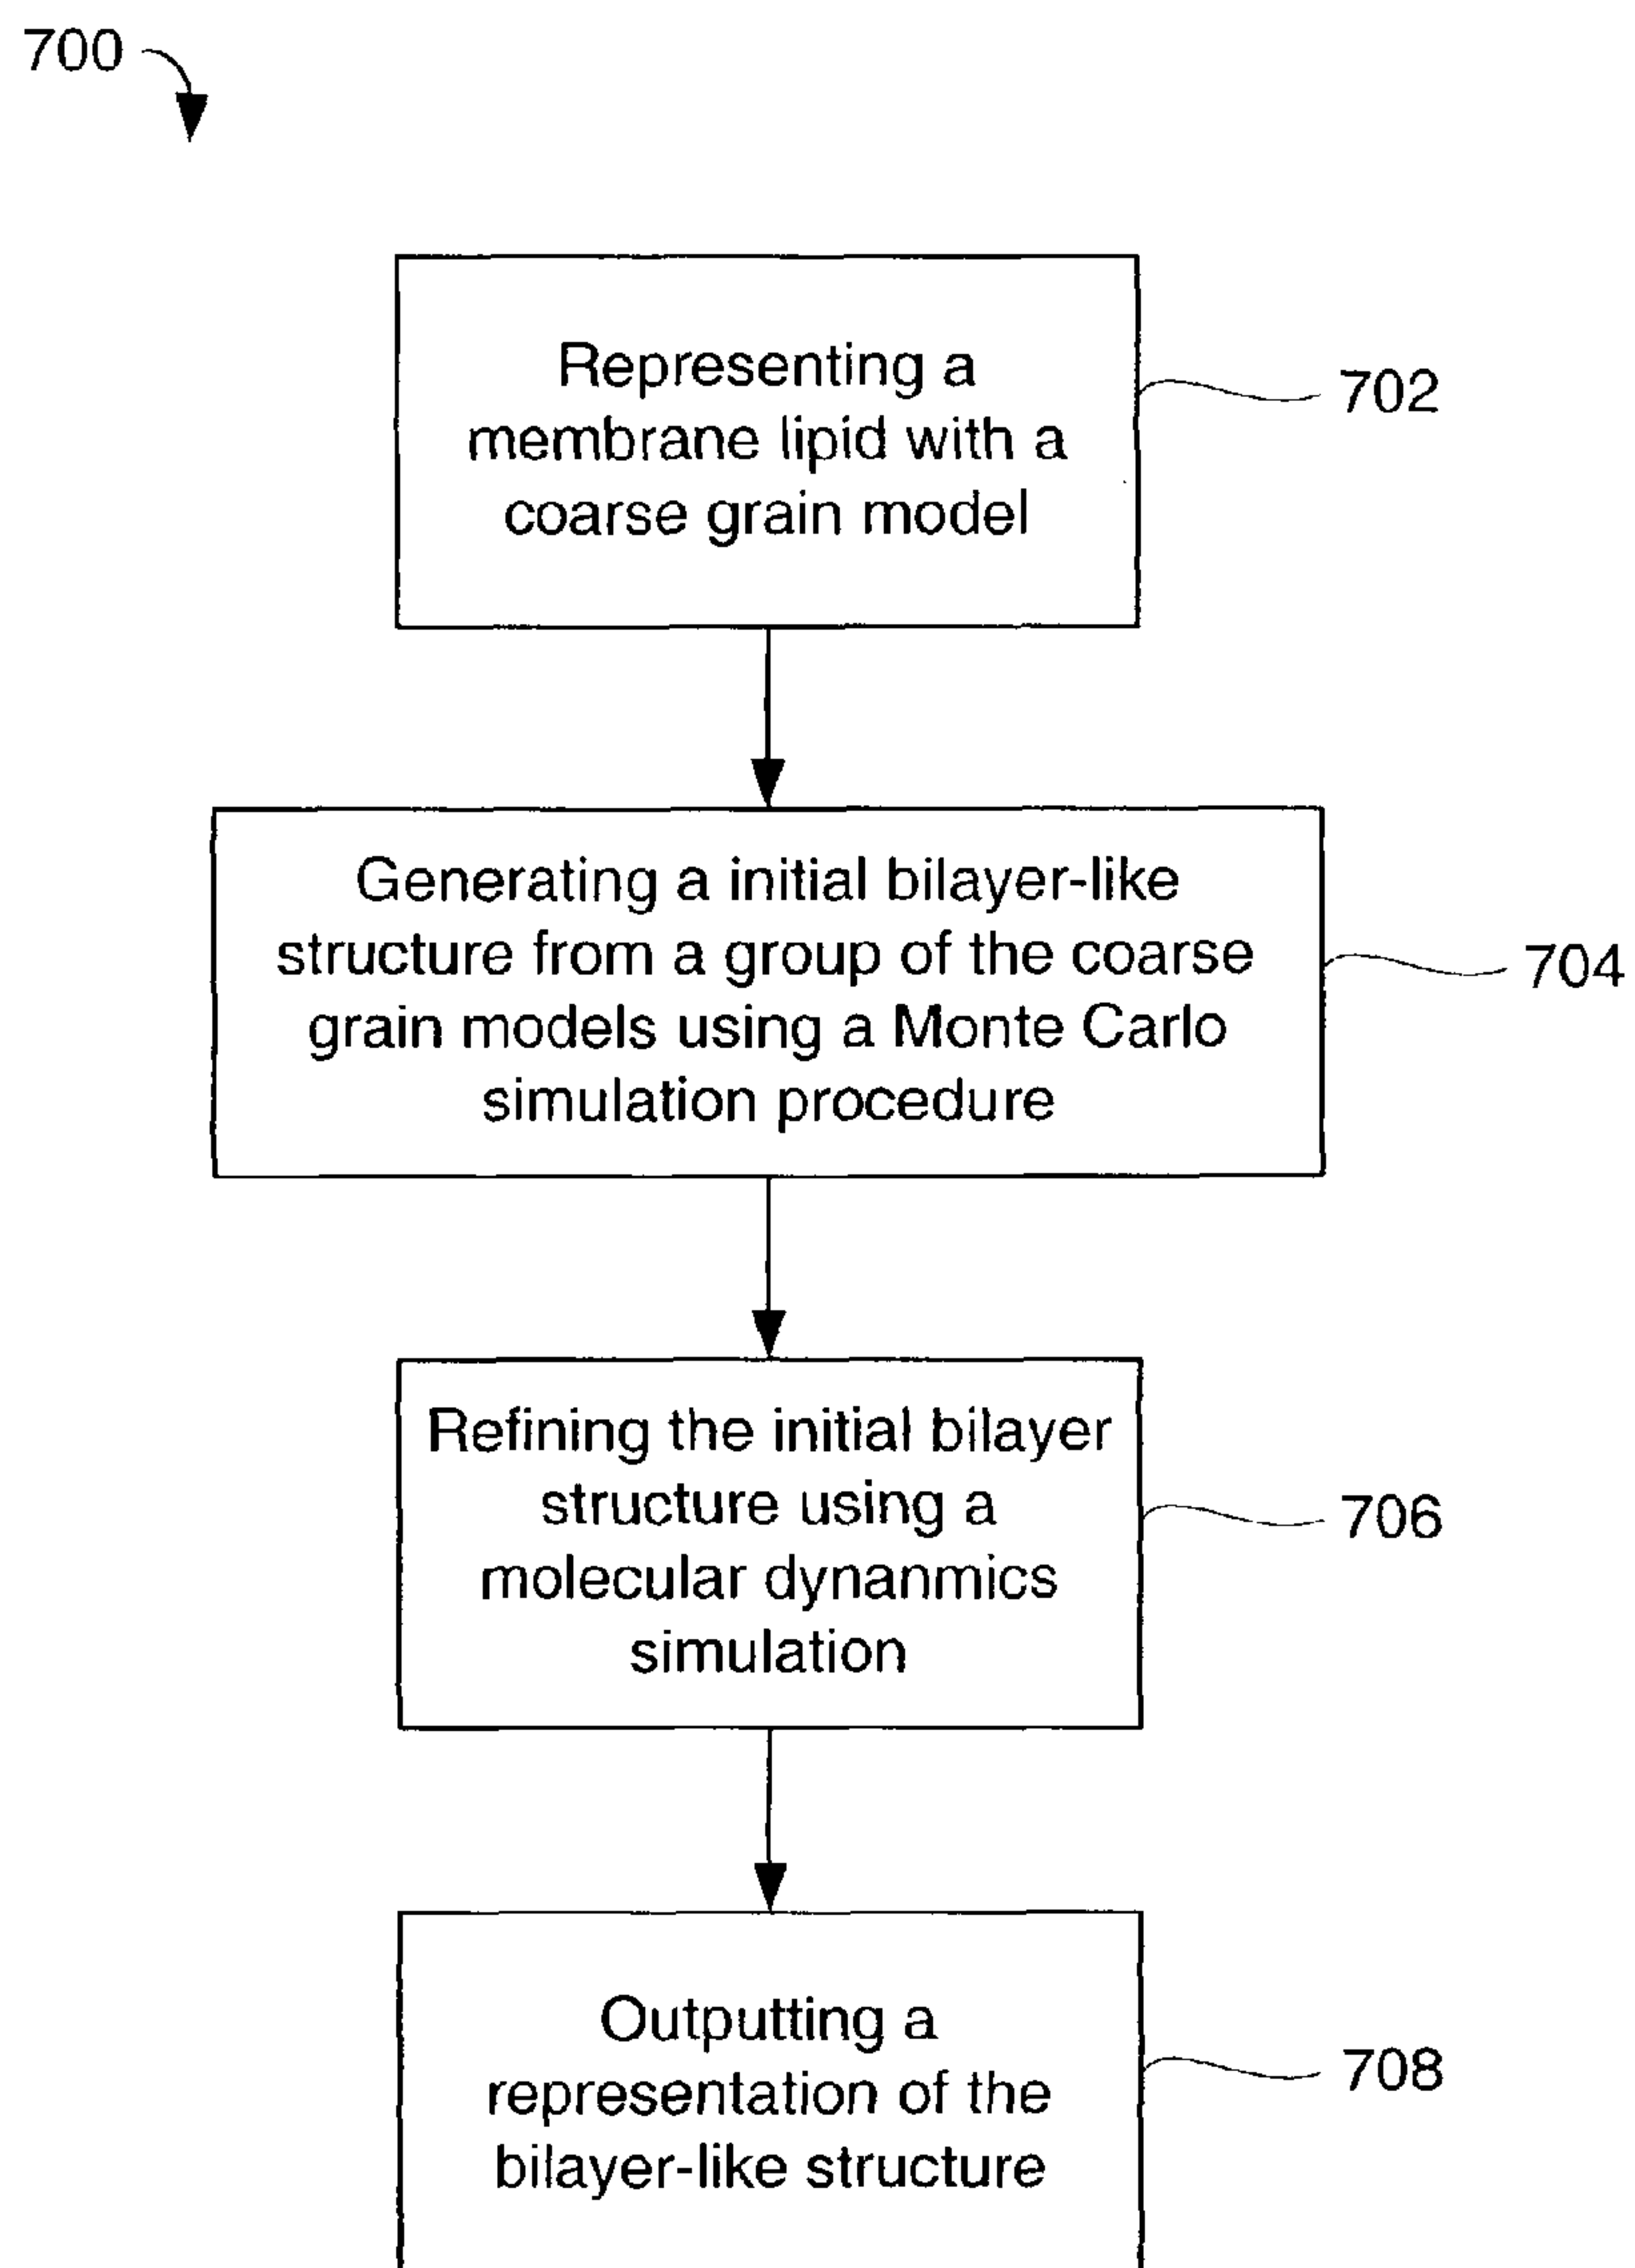 700
Representing a
membrane lipid with a
coarse grain model
702
Generating a initial bilayer-like
structure from a group of the coarse
grain models using a Monte Carlo
simulation procedure
704
Refining the initial bilayer
structure using a
molecular dynanmics
simulation
706
Outputting a
representation of the
bilayer-like structure
708